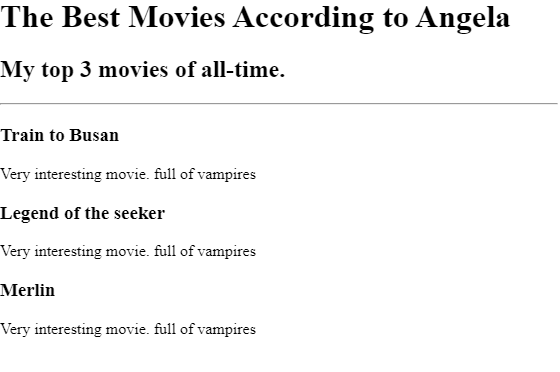 The Best Movies According to Angela
My top 3 movies of all-time.
Train to Busan
Very interesting movie. full of vampires
Legend of the seeker
Very interesting movie. full of vampires
Merlin
Very interesting movie. full of vampires